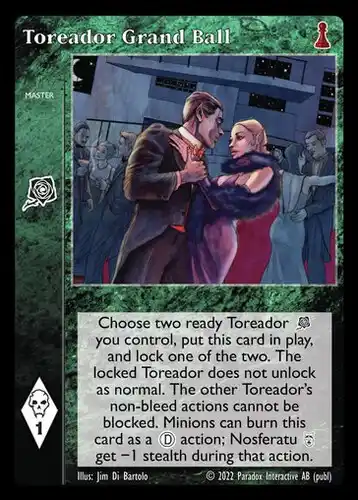 Toreador Grand Ball
MASTER
Choose two ready Toreador
you control, put this card in play,
and lock one of the two. The
locked Toreador does not unlock
as normal. The other Toreador's
non-bleed actions cannot be
blocked. Minions can burn this
card as a Ⓓ action; Nosferatu
get −1 stealth during that action.
1
Illus: Jim Di Bartolo
© 2022 Paradox Interactive AB (publ)